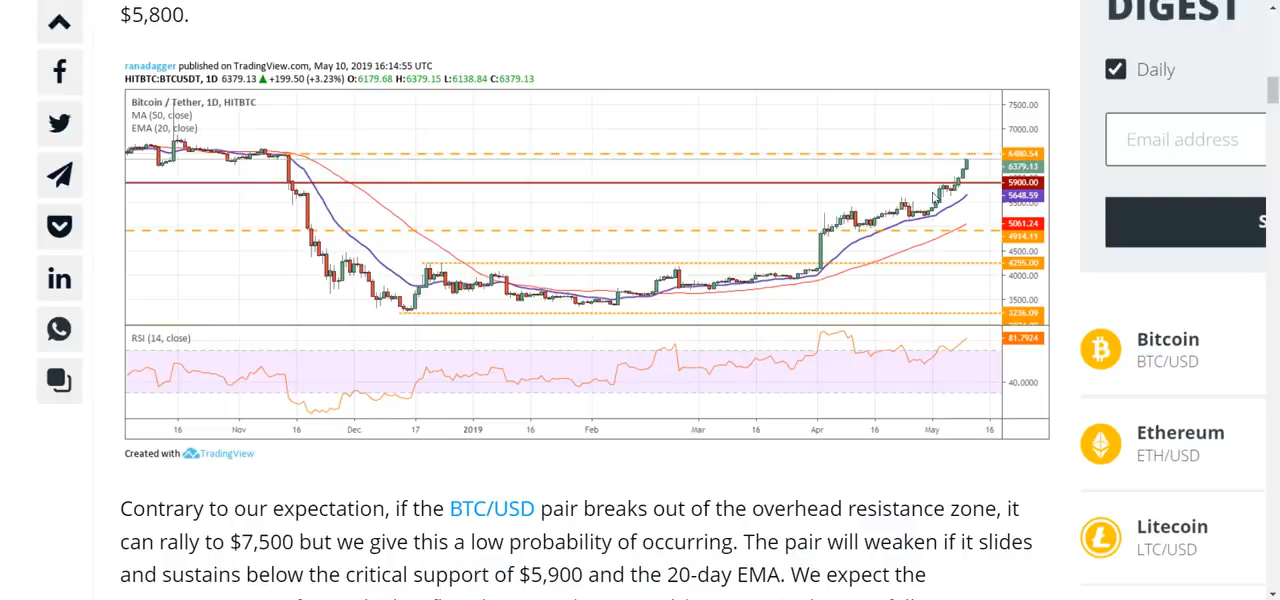 $5,800.
DIGEST
ranadagger published on TradingView.com, May 10, 2019 16:14:55 UTC
HITBTC:BTCUSDT, 1D 6379.13 ▲ +199.50 (+3.23%) O:6179.68 H:6379.15 L:6138.84 C:6379.13
Daily
Email address
Bitcoin / Tether, 1D, HITBTC
MA (50, close)
EMA (20, close)
7500.00
7000.00
6480.54
6379.13
5900.00
5648.59
5061.24
4914.11
4500.00
4255.00
4000.00
3500.00
3236.09
RSI (14, close)
81.7924
40.0000
16 Nov 16 Dec 17 2019 16 Feb Mar 16 Apr 16 May 16
Created with TradingView
Bitcoin
BTC/USD
Ethereum
ETH/USD
Litecoin
LTC/USD
Contrary to our expectation, if the BTC/USD pair breaks out of the overhead resistance zone, it
can rally to $7,500 but we give this a low probability of occurring. The pair will weaken if it slides
and sustains below the critical support of $5,900 and the 20-day EMA. We expect the